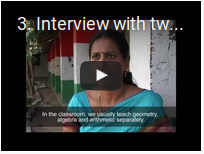 3. Interview with tw...
In the classroom, we usually teach geometry,
algebra and arithmetic separately.